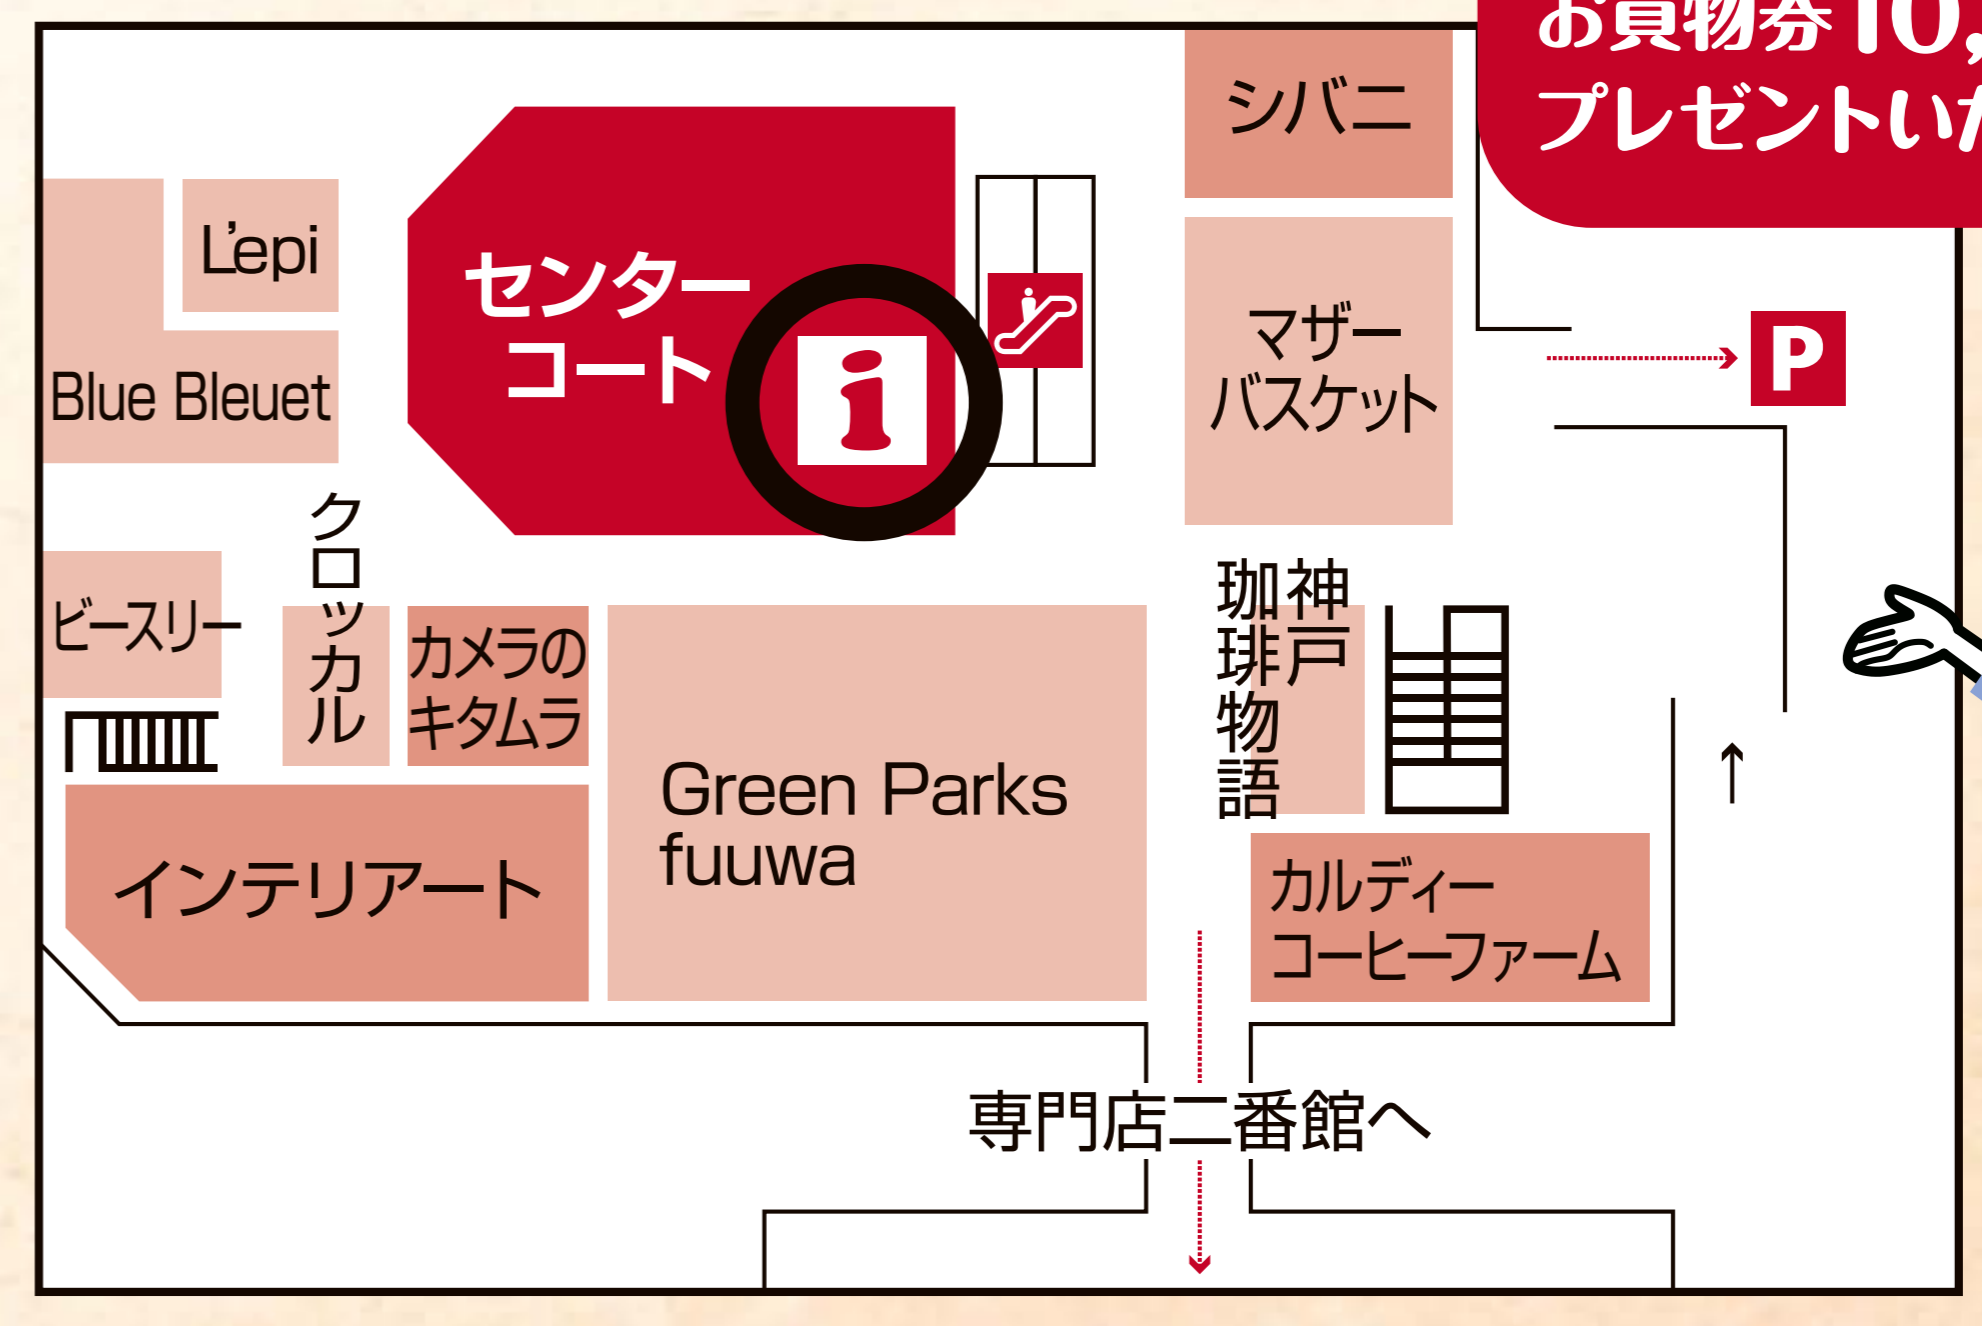 お買物券10,
プレゼントいた
シバニ
L'epi
センター
コート
i
マザー
バスケット
P
Blue Bleuet
クロッカル
ビースリー
カメラの
キタムラ
神戸
珈琲物語
Green Parks
fuuwa
インテリアート
カルディー
コーヒーファーム
専門店二番館へ